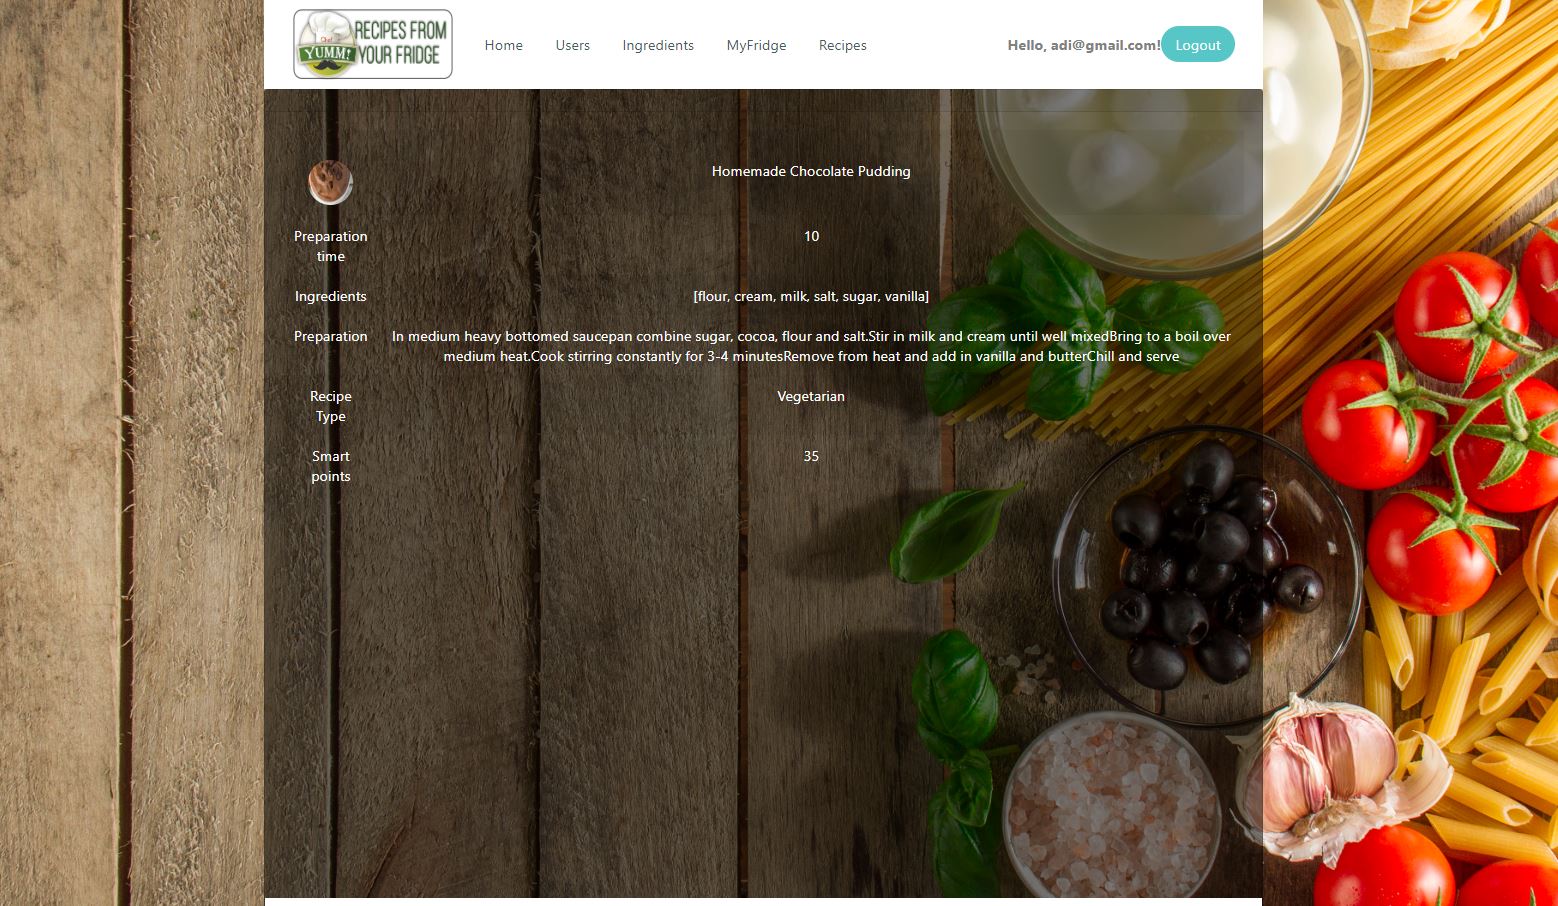 Chef
YUMM!
RECIPES FROM
YOUR FRIDGE
Home Users Ingredients MyFridge Recipes Hello, adi@gmail.com! Logout
Homemade Chocolate Pudding
Preparation
time
10
Ingredients
[flour, cream, milk, salt, sugar, vanilla]
Preparation
In medium heavy bottomed saucepan combine sugar, cocoa, flour and salt.Stir in milk and cream until well mixedBring to a boil over
medium heat.Cook stirring constantly for 3-4 minutesRemove from heat and add in vanilla and butterChill and serve
Recipe
Type
Vegetarian
Smart
points
35